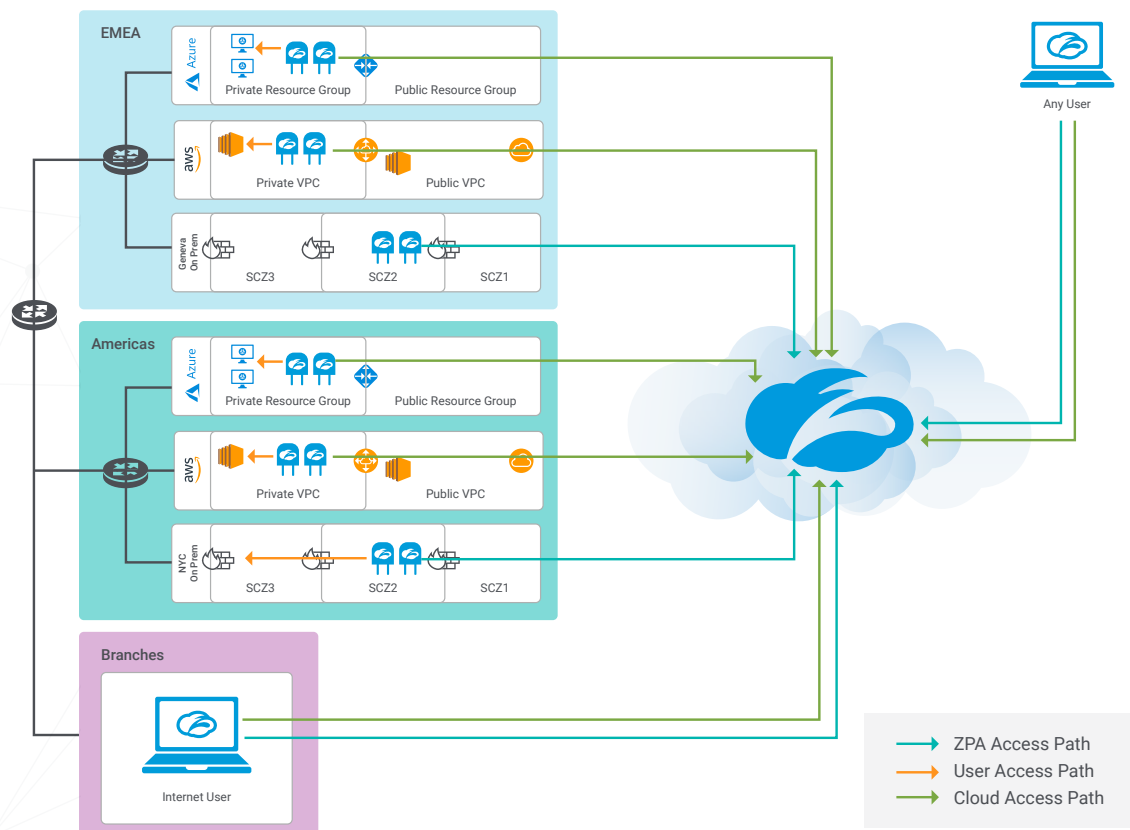 EMEA
Azure
Private Resource Group
Public Resource Group
Any User
aws
Private VPC
Public VPC
Geneva
On Prem
SCZ3
SCZ2
SCZ1
Americas
Azure
Private Resource Group
Public Resource Group
aws
Private VPC
Public VPC
NYC
On Prem
SCZ3
SCZ2
SCZ1
Branches
Internet User
ZPA Access Path
User Access Path
Cloud Access Path